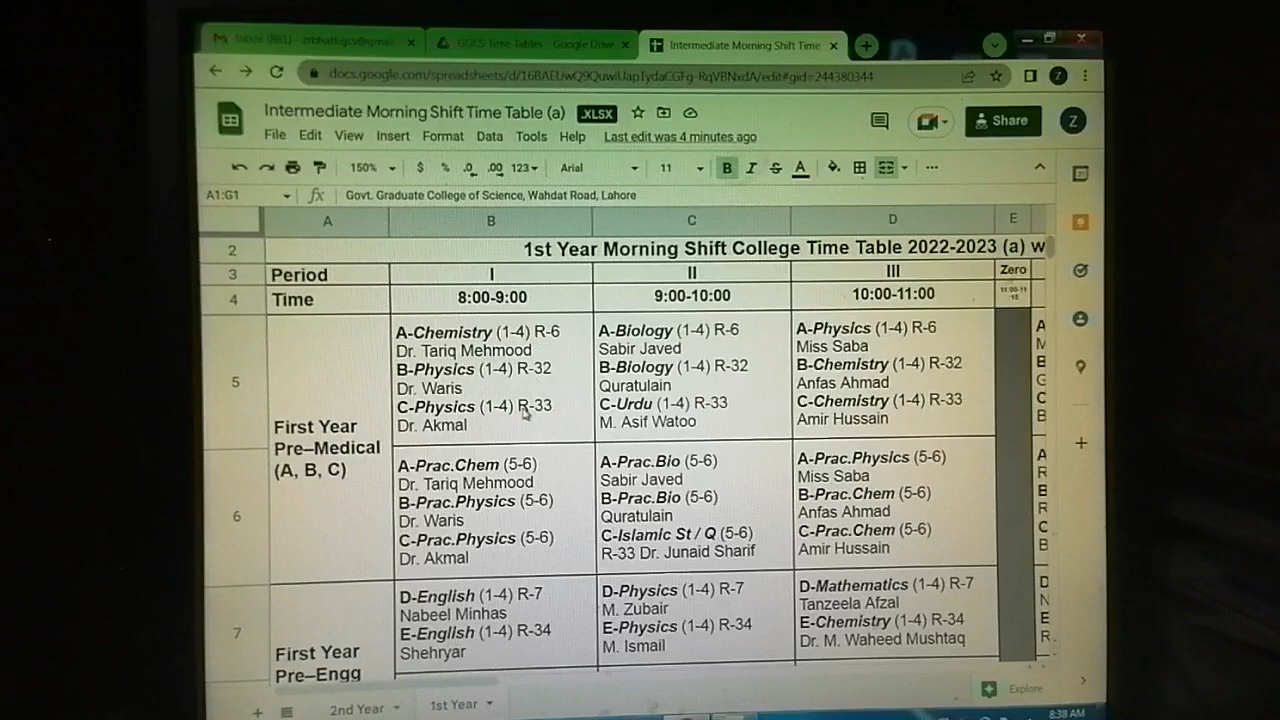 Inbox (881) - zrbhattigcv@gmail
GGCS Time Tables - Google Drive
Intermediate Morning Shift Time
docs.google.com/spreadsheets/d/
/edit#gid=244380344
Intermediate Morning Shift Time Table (a) .XLSX
Share
Z
File Edit View Insert Format Data Tools Help Last edit was 4 minutes ago
150% $ % .0 .00 123 Arial 11 B I S A
A1:G1 fx Govt. Graduate College of Science, Wahdat Road, Lahore
A B C D E
2 1st Year Morning Shift College Time Table 2022-2023 (a) w
3 Period I II III Zero
4 Time 8:00-9:00 9:00-10:00 10:00-11:00 11:00-11:15
5
First Year
Pre–Medical
(A, B, C)
A-Chemistry (1-4) R-6
Dr. Tariq Mehmood
B-Physics (1-4) R-32
Dr. Waris
C-Physics (1-4) R-33
Dr. Akmal
A-Biology (1-4) R-6
Sabir Javed
B-Biology (1-4) R-32
Quratulain
C-Urdu (1-4) R-33
M. Asif Watoo
A-Physics (1-4) R-6
Miss Saba
B-Chemistry (1-4) R-32
Anfas Ahmad
C-Chemistry (1-4) R-33
Amir Hussain
A
M
B
G
C
B
6
A-Prac.Chem (5-6)
Dr. Tariq Mehmood
B-Prac.Physics (5-6)
Dr. Waris
C-Prac.Physics (5-6)
Dr. Akmal
A-Prac.Bio (5-6)
Sabir Javed
B-Prac.Bio (5-6)
Quratulain
C-Islamic St / Q (5-6)
R-33 Dr. Junaid Sharif
A-Prac.Physics (5-6)
Miss Saba
B-Prac.Chem (5-6)
Anfas Ahmad
C-Prac.Chem (5-6)
Amir Hussain
A
R
B
R
C
B
7
First Year
Pre–Engg
D-English (1-4) R-7
Nabeel Minhas
E-English (1-4) R-34
Shehryar
D-Physics (1-4) R-7
M. Zubair
E-Physics (1-4) R-34
M. Ismail
D-Mathematics (1-4) R-7
Tanzeela Afzal
E-Chemistry (1-4) R-34
Dr. M. Waheed Mushtaq
D
N
E
R
Explore
2nd Year 1st Year
8:38 AM